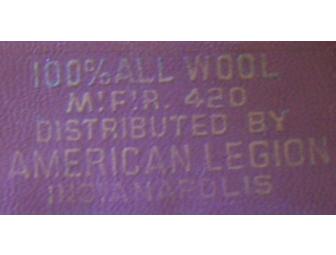 100% ALL WOOL
M!F!R. 420
DISTRIBUTED BY
AMERICAN LEGION
INDIANAPOLIS